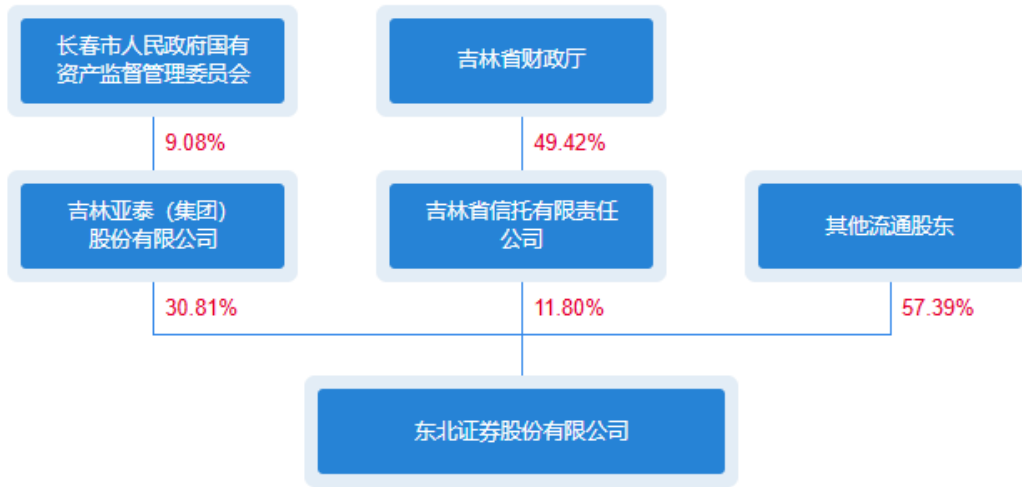 长春市人民政府国有
资产监督管理委员会
吉林省财政厅
9.08%
49.42%
吉林亚泰（集团）
股份有限公司
吉林省信托有限责任
公司
其他流通股东
30.81%
11.80%
57.39%
东北证券股份有限公司